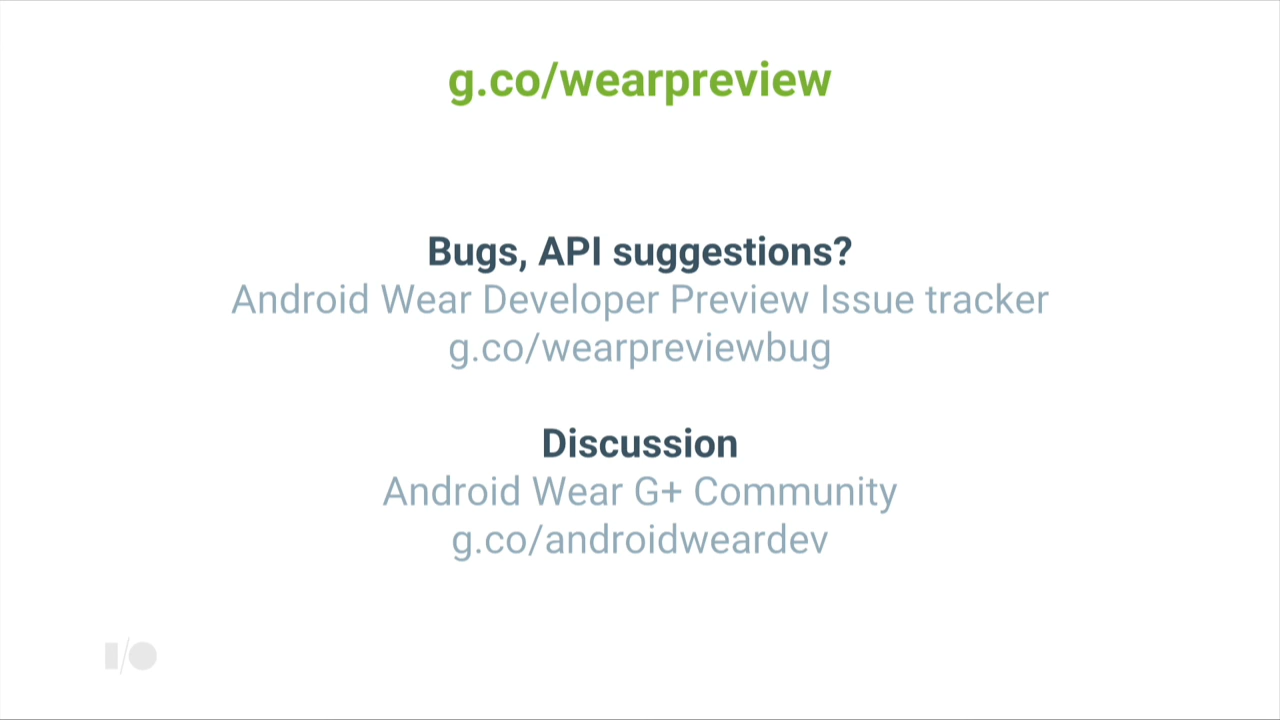 g.co/wearpreview
Bugs, API suggestions?
Android Wear Developer Preview Issue tracker
g.co/wearpreviewbug
Discussion
Android Wear G+ Community
g.co/androidweardev
I/O